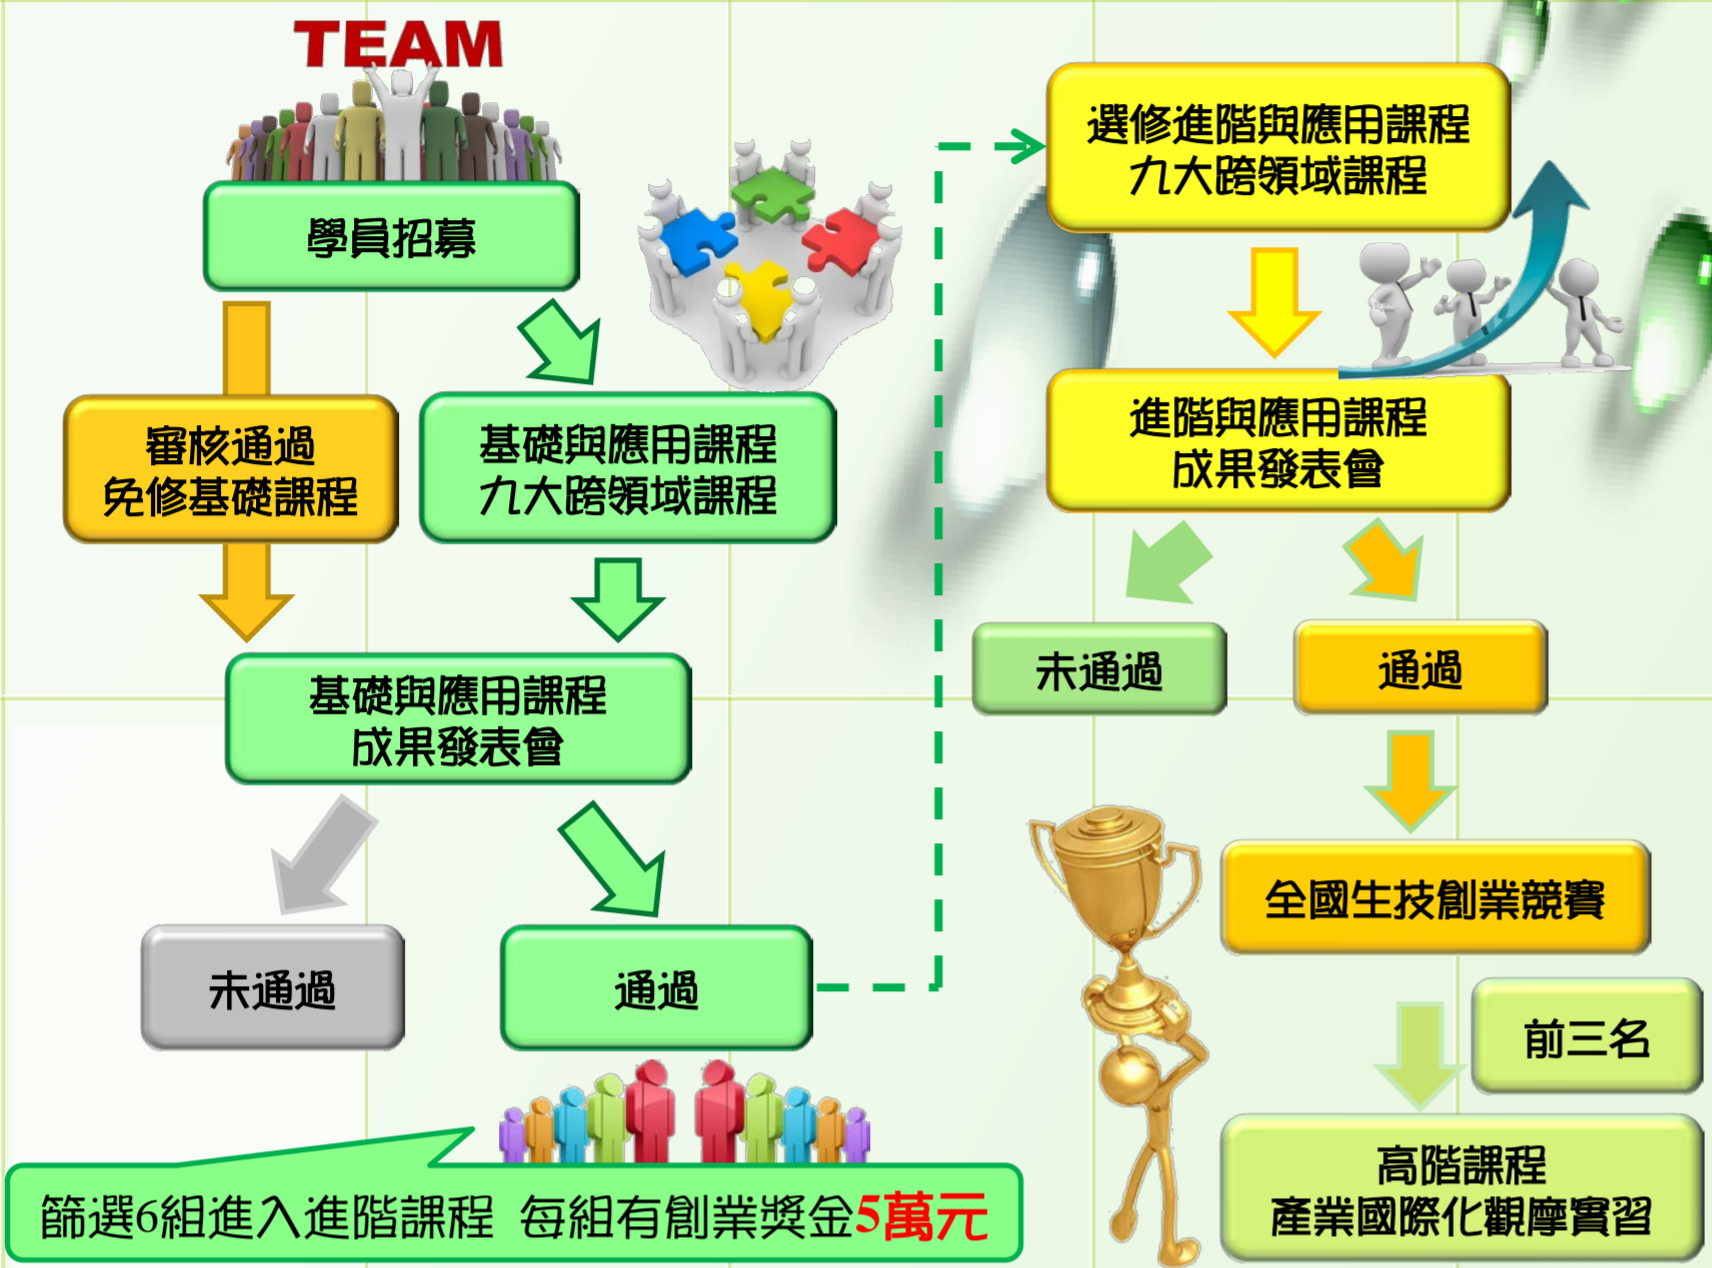 TEAM
學員招募
審核通過
免修基礎課程
基礎與應用課程
九大跨領域課程
基礎與應用課程
成果發表會
未通過
通過
篩選6組進入進階課程 每組有創業獎金5萬元
選修進階與應用課程
九大跨領域課程
進階與應用課程
成果發表會
未通過
通過
全國生技創業競賽
前三名
高階課程
產業國際化觀摩實習